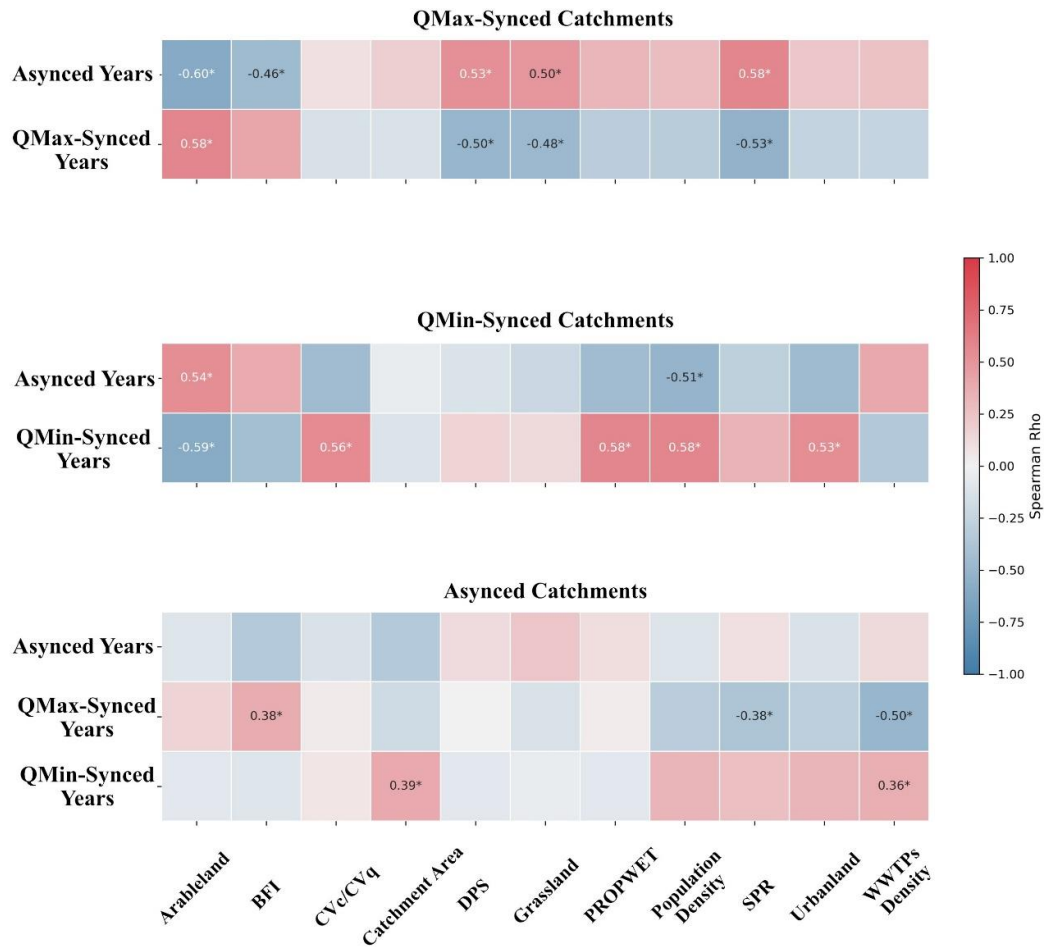 QMax-Synced Catchments
Asynced Years
-0.60* -0.46* 0.53* 0.50* 0.58*
QMax-Synced
Years
0.58* -0.50* -0.48* -0.53*
QMin-Synced Catchments
Asynced Years
0.54* -0.51*
QMin-Synced
Years
-0.59* 0.56* 0.58* 0.58* 0.53*
Asynced Catchments
Asynced Years
QMax-Synced
Years
0.38* -0.38* -0.50*
QMin-Synced
Years
0.39* 0.36*
Arableland
BFI
CVc/CVq
Catchment Area
DPS
Grassland
PROPWET
Population
Density
SPR
Urbanland
WWTPs
Density
1.00
0.75
0.50
0.25
0.00
−0.25
−0.50
−0.75
−1.00
Spearman Rho